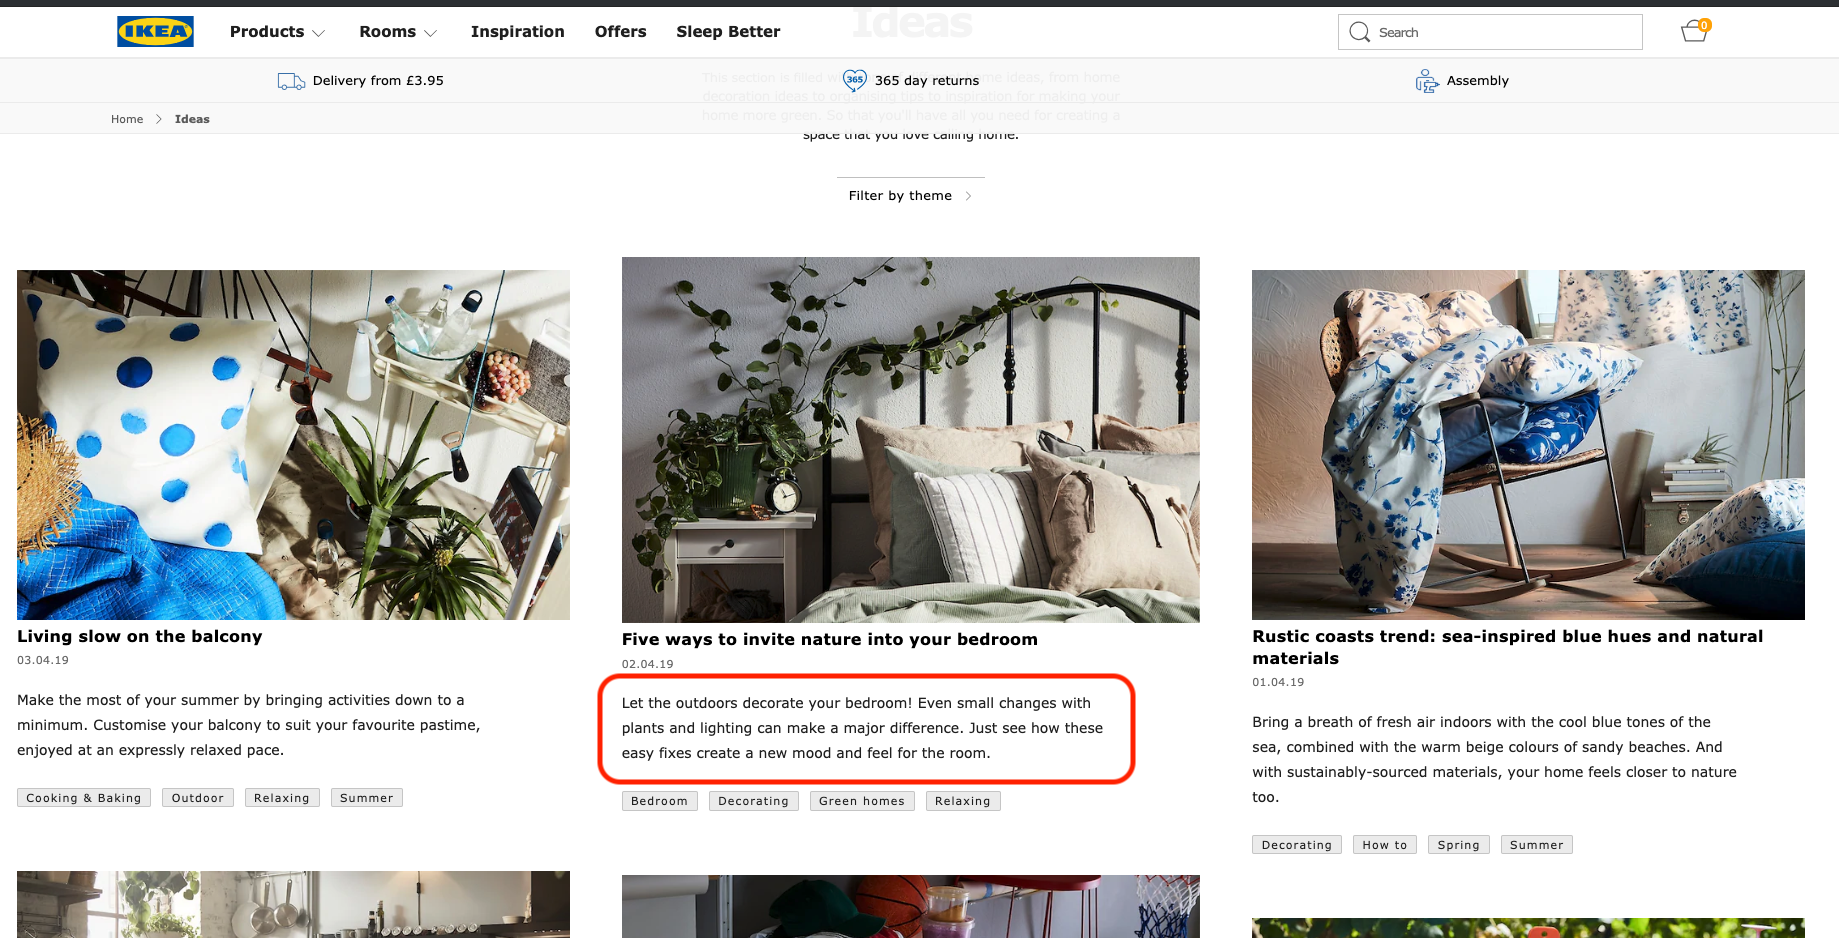 IKEA
Products
Rooms
Inspiration
Offers
Sleep Better
Search
0
Ideas
Delivery from £3.95
365
365 day returns
Assembly
Home
Ideas
This section is filled wi
me ideas, from home
decoration ideas to organising tips to inspiration for making your
home more green. So that you'll have all you need for creating a
space that you love calling home.
Filter by theme
Living slow on the balcony
03.04.19
Make the most of your summer by bringing activities down to a
minimum. Customise your balcony to suit your favourite pastime,
enjoyed at an expressly relaxed pace.
Cooking & Baking
Outdoor
Relaxing
Summer
Five ways to invite nature into your bedroom
02.04.19
Let the outdoors decorate your bedroom! Even small changes with
plants and lighting can make a major difference. Just see how these
easy fixes create a new mood and feel for the room.
Bedroom
Decorating
Green homes
Relaxing
Rustic coasts trend: sea-inspired blue hues and natural
materials
01.04.19
Bring a breath of fresh air indoors with the cool blue tones of the
sea, combined with the warm beige colours of sandy beaches. And
with sustainably-sourced materials, your home feels closer to nature
too.
Decorating
How to
Spring
Summer